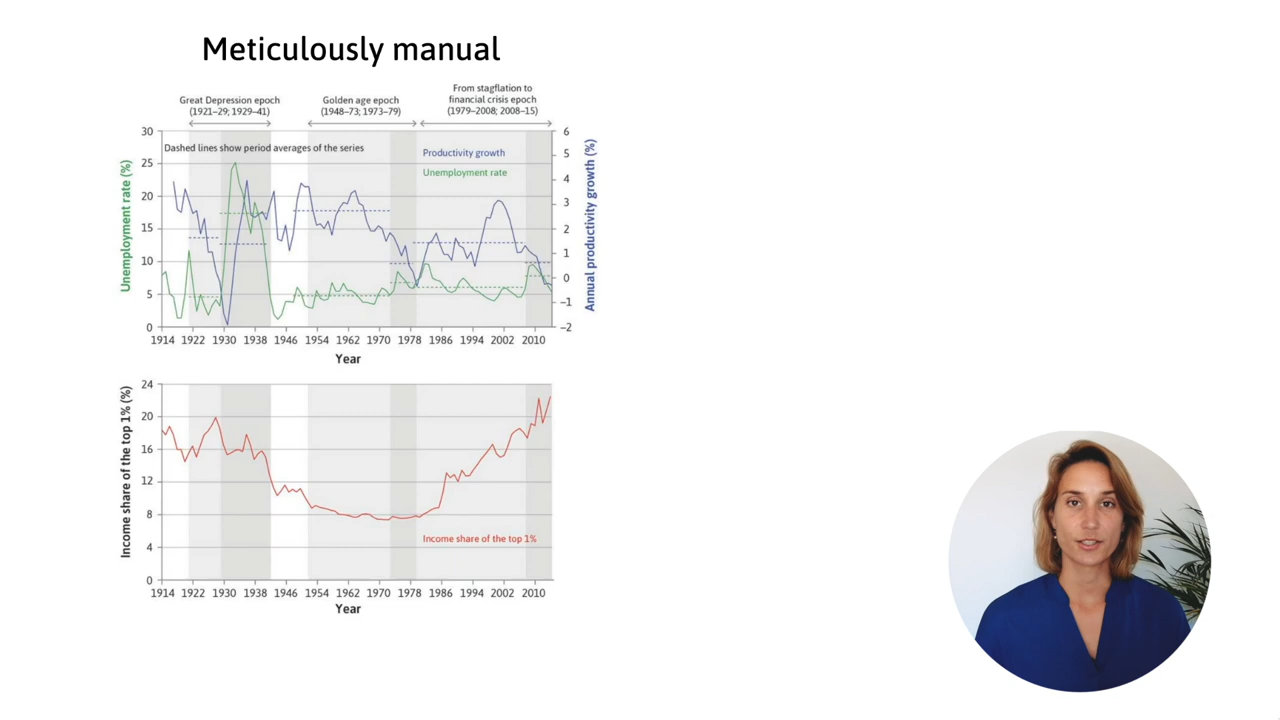 Meticulously manual
Great Depression epoch
(1921–29; 1929–41)
Golden age epoch
(1948–73; 1973–79)
From stagflation to
financial crisis epoch
(1979–2008; 2008–15)
Dashed lines show period averages of the series
Productivity growth
Unemployment rate
Unemployment rate (%)
30
25
20
15
10
5
0
Annual productivity growth (%)
6
5
4
3
2
1
0
−1
−2
1914 1922 1930 1938 1946 1954 1962 1970 1978 1986 1994 2002 2010
Year
Income share of the top 1% (%)
24
20
16
12
8
4
0
Income share of the top 1%
1914 1922 1930 1938 1946 1954 1962 1970 1978 1986 1994 2002 2010
Year